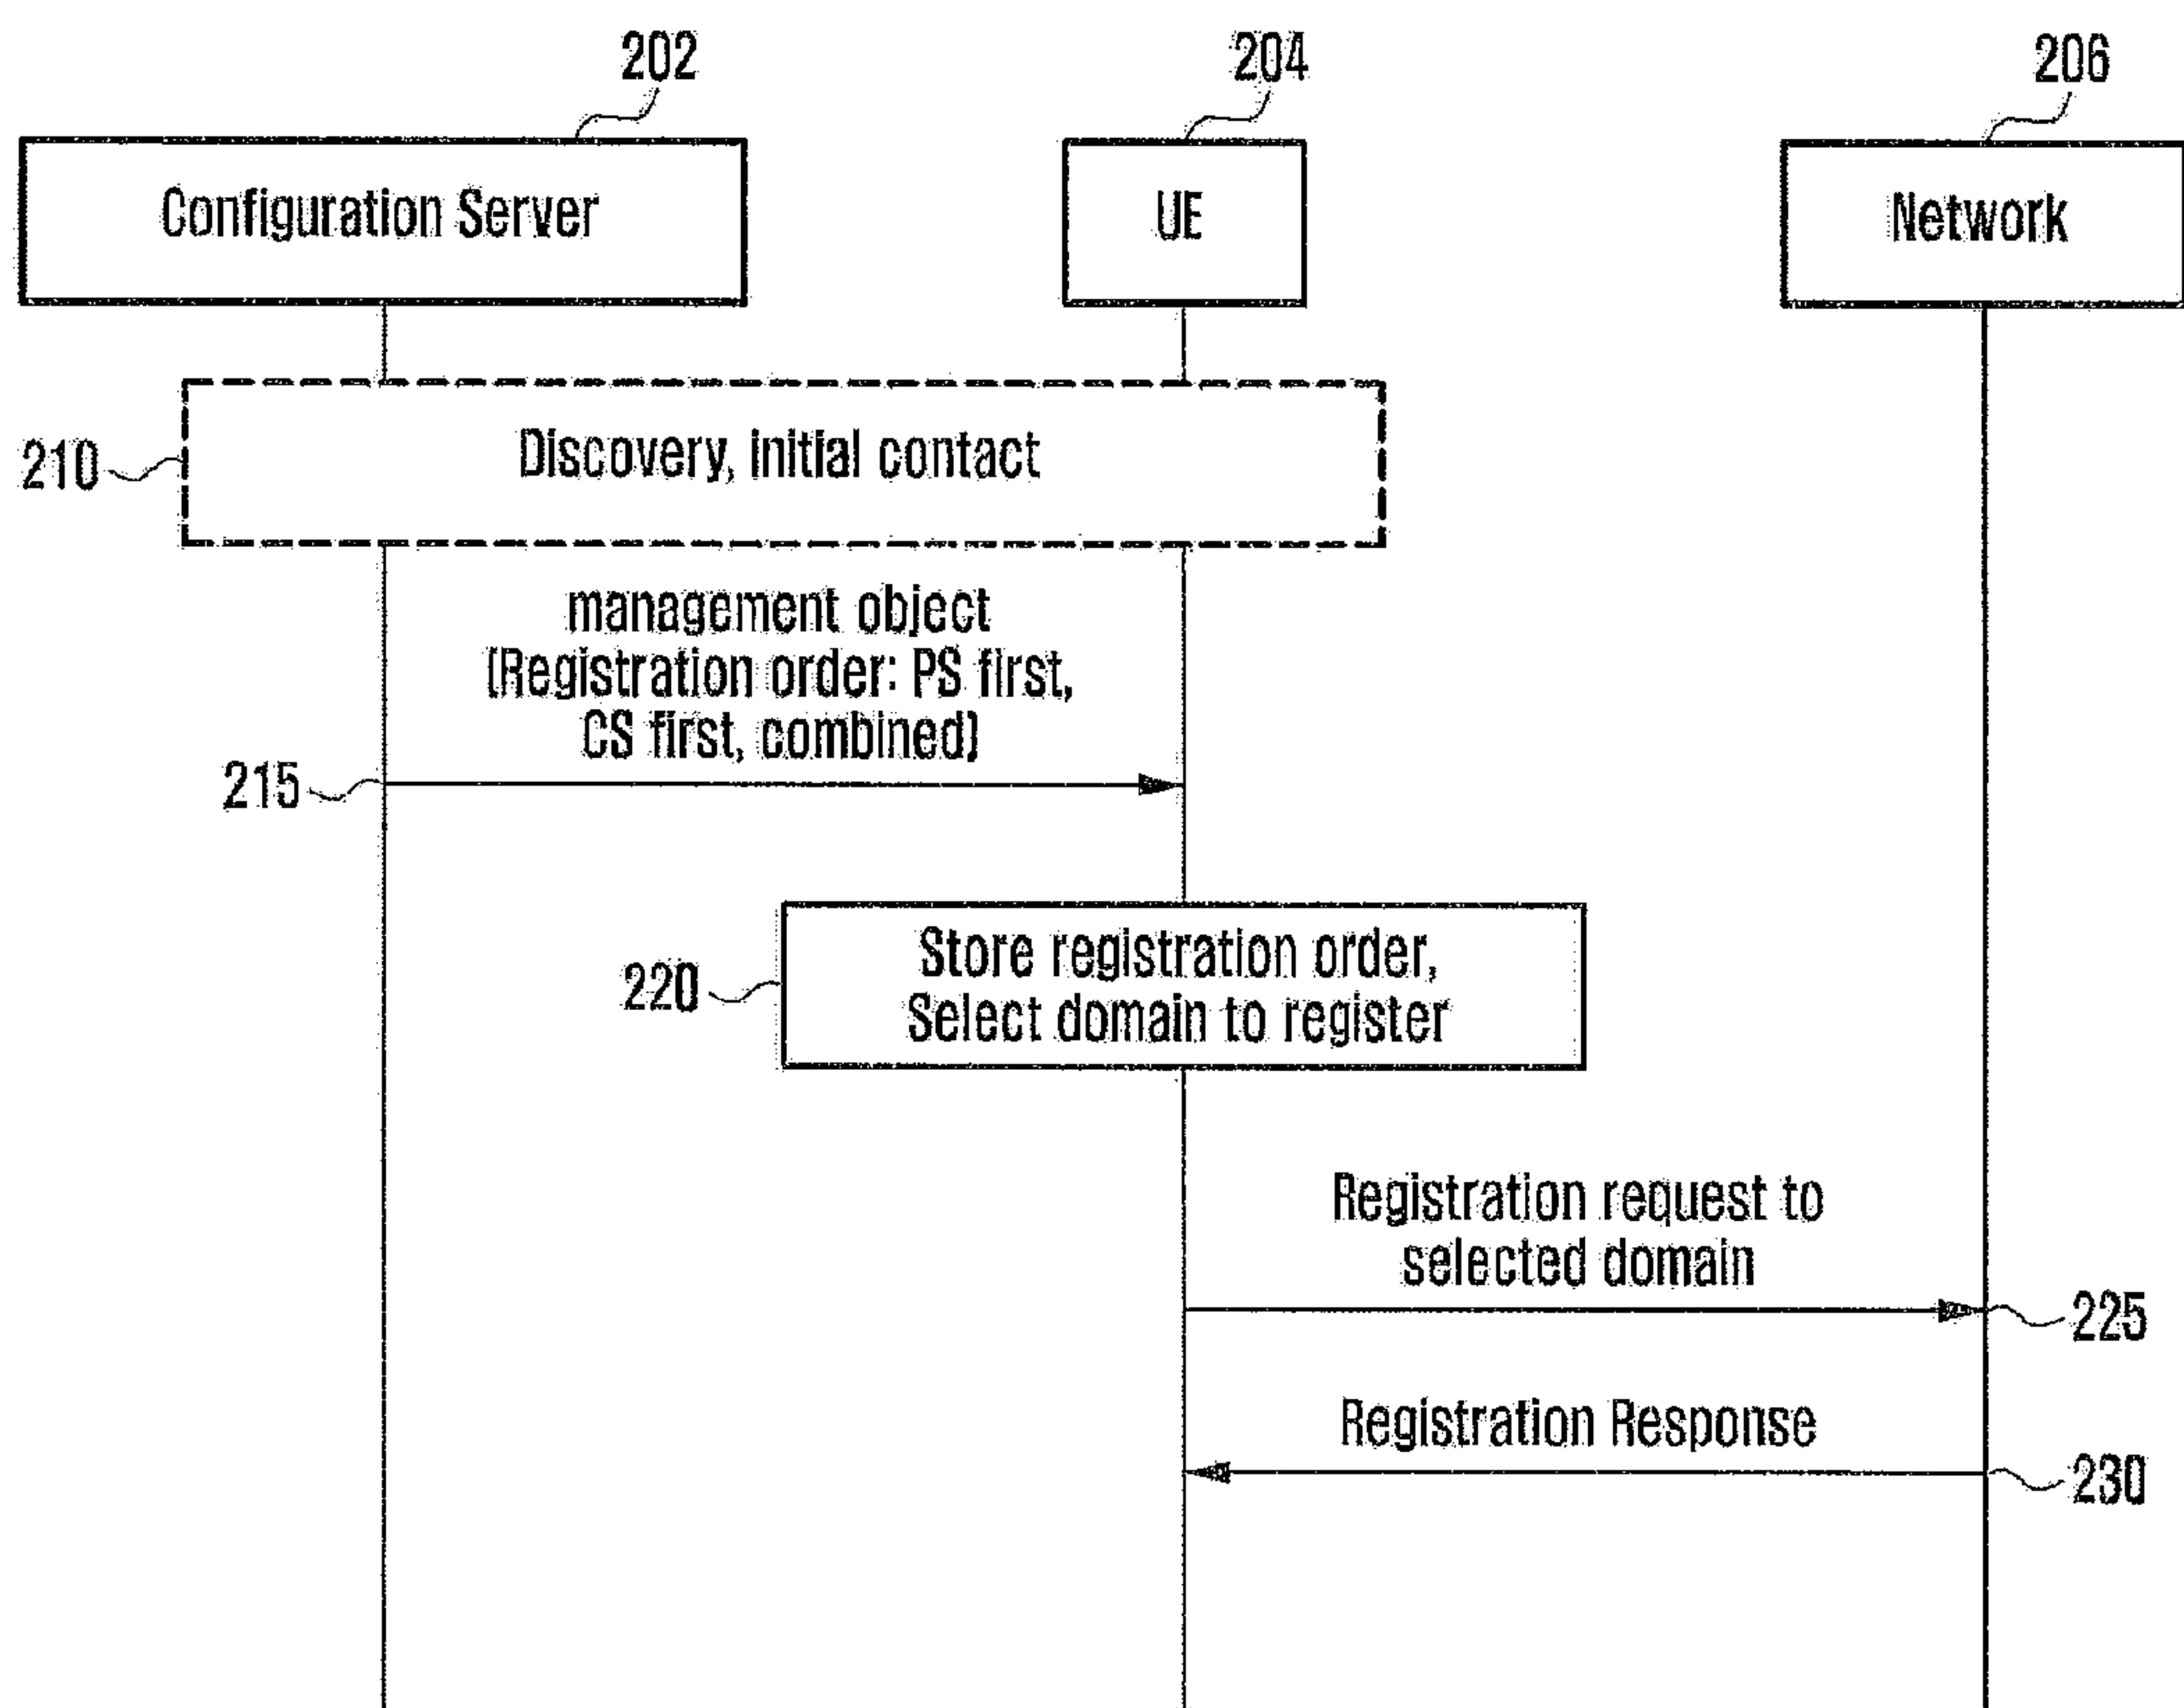 202
204
206
Configuration Server
UE
Network
210
Discovery, initial contact
management object
(Registration order: PS first,
CS first, combined)
215
220
Store registration order,
Select domain to register
Registration request to
selected domain
225
Registration Response
230